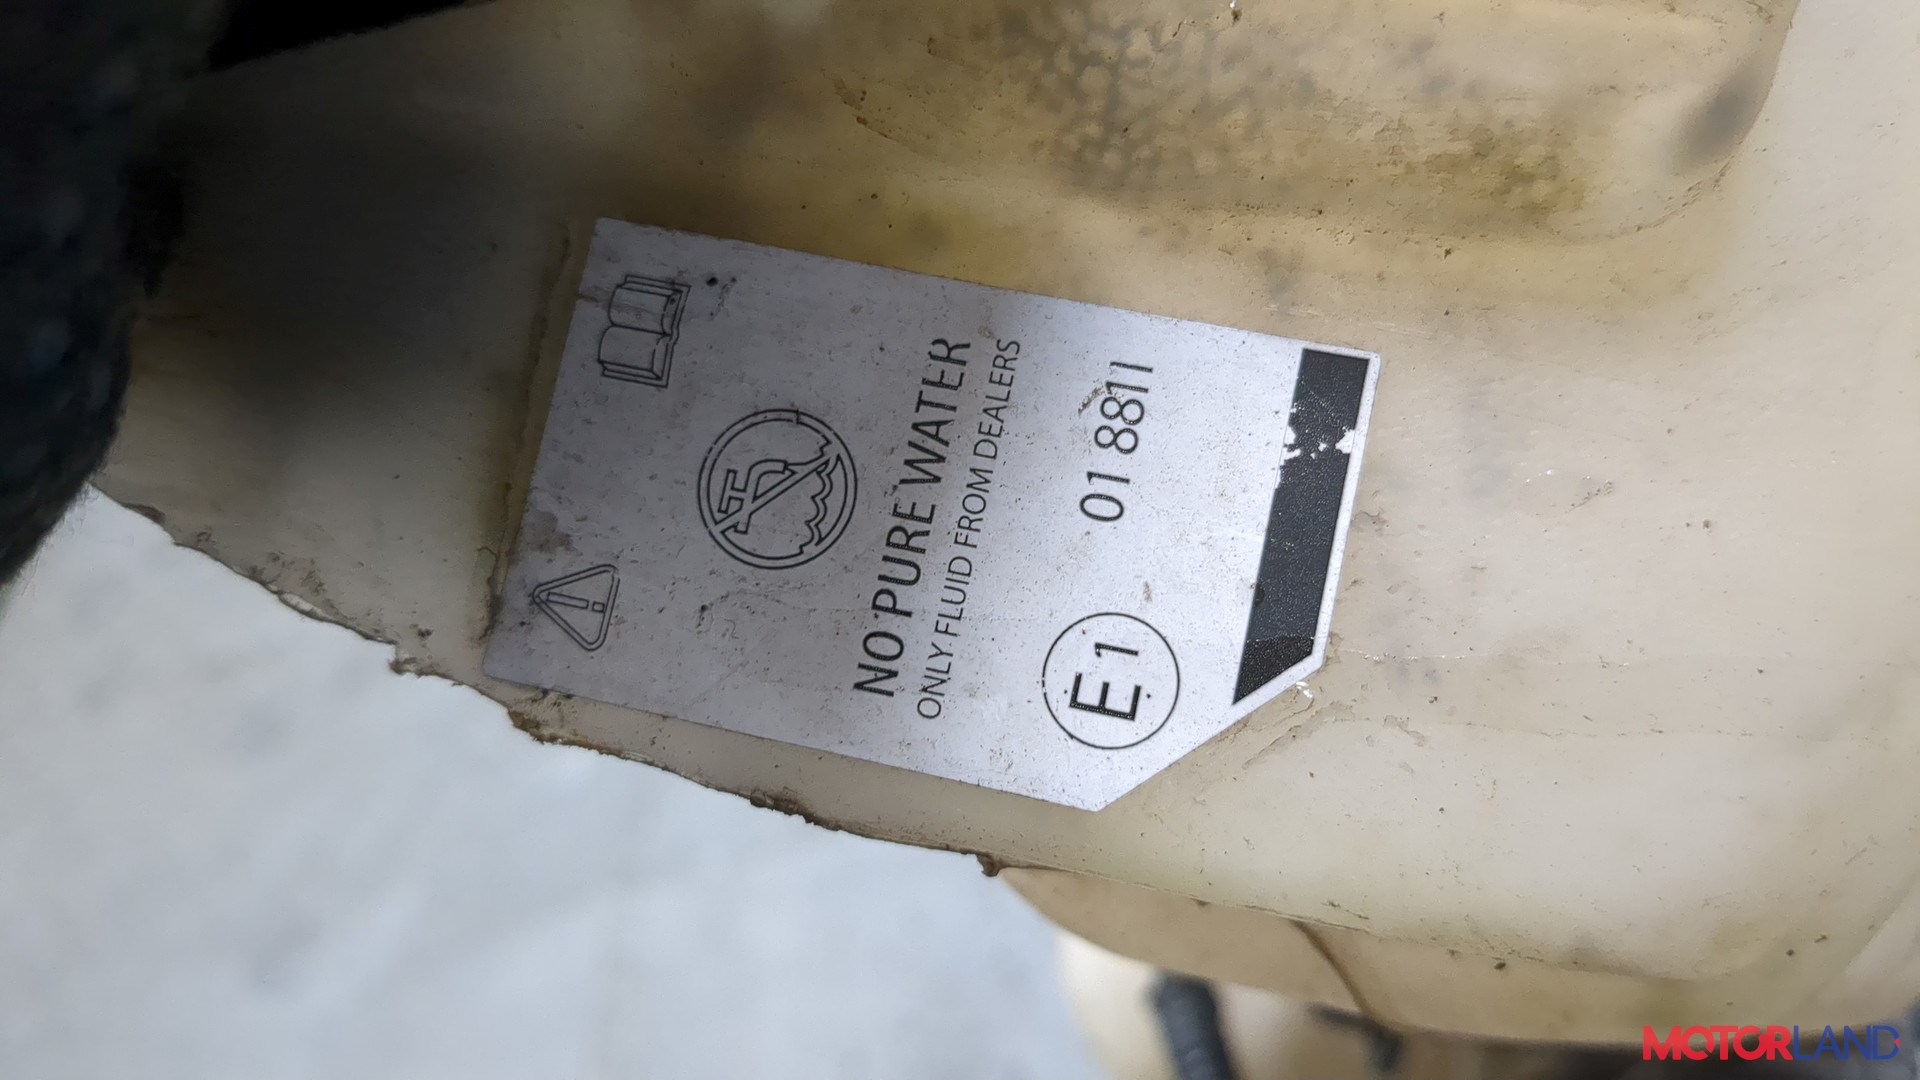 NO PURE WATER
ONLY FLUID FROM DEALERS
E1 01 8811
MOTORLAND